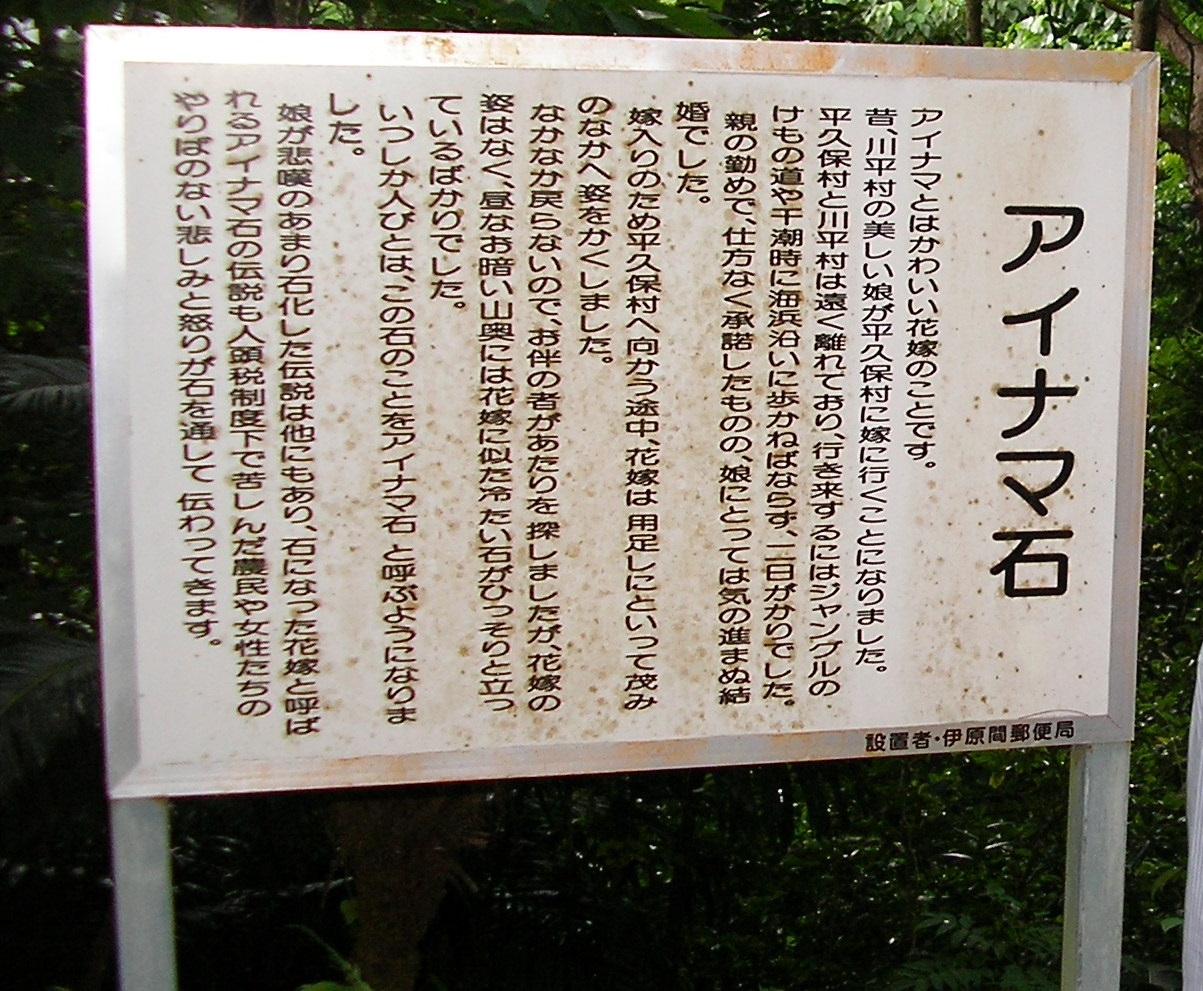 アイナマ石
アイナマとはかわいい花嫁のことです。
昔、川平村の美しい娘が平久保村に嫁に行くことになりました。
平久保村と川平村は遠く離れており、行き来するにはジャングルの
けもの道や干潮時に海浜沿いに歩かねばならず、二日がかりでした。
親の勤めで、仕方なく承諾したものの、娘にとっては気の進まぬ結
婚でした。
嫁入りのため平久保村へ向かう途中、花嫁は用足しにといって茂み
のなかへ姿をかくしました。
なかなか戻らないので、お伴の者があたりを探しましたが、花嫁の
姿はなく、昼なお暗い山奥には花嫁に似た冷たい石がひっそりと立っ
ているばかりでした。
いつしか人びとは、この石のことをアイナマ石と呼ぶようになりま
した。
娘が悲嘆のあまり石化した伝説は他にもあり、石になった花嫁と呼ば
れるアイナマ石の伝説も人頭税制度下で苦しんだ農民や女性たちの
やりばのない悲しみと怒りが石を通して伝わってきます。
設置者・伊原間郵便局